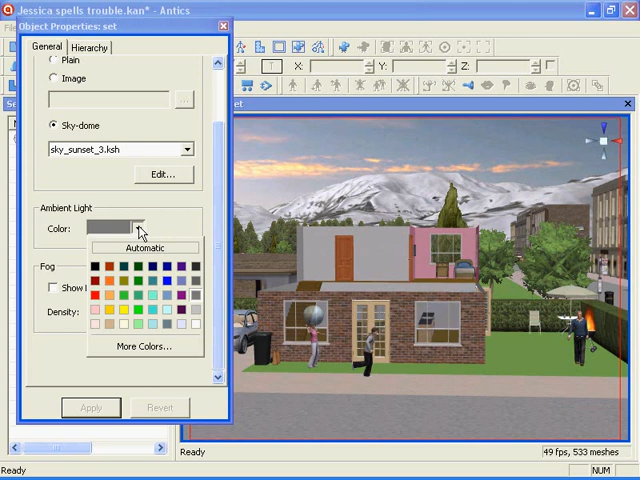 Jessica spells trouble.kan* - Antics
Object Properties: set
General
Hierarchy
Plain
Image
...
Sky-dome
sky_sunset_3.ksh
Edit...
Ambient Light
Color:
Automatic
More Colors...
Fog
Show
Density:
Apply
Revert
X:
Y:
Z:
Ready
49 fps, 533 meshes
Ready
NUM